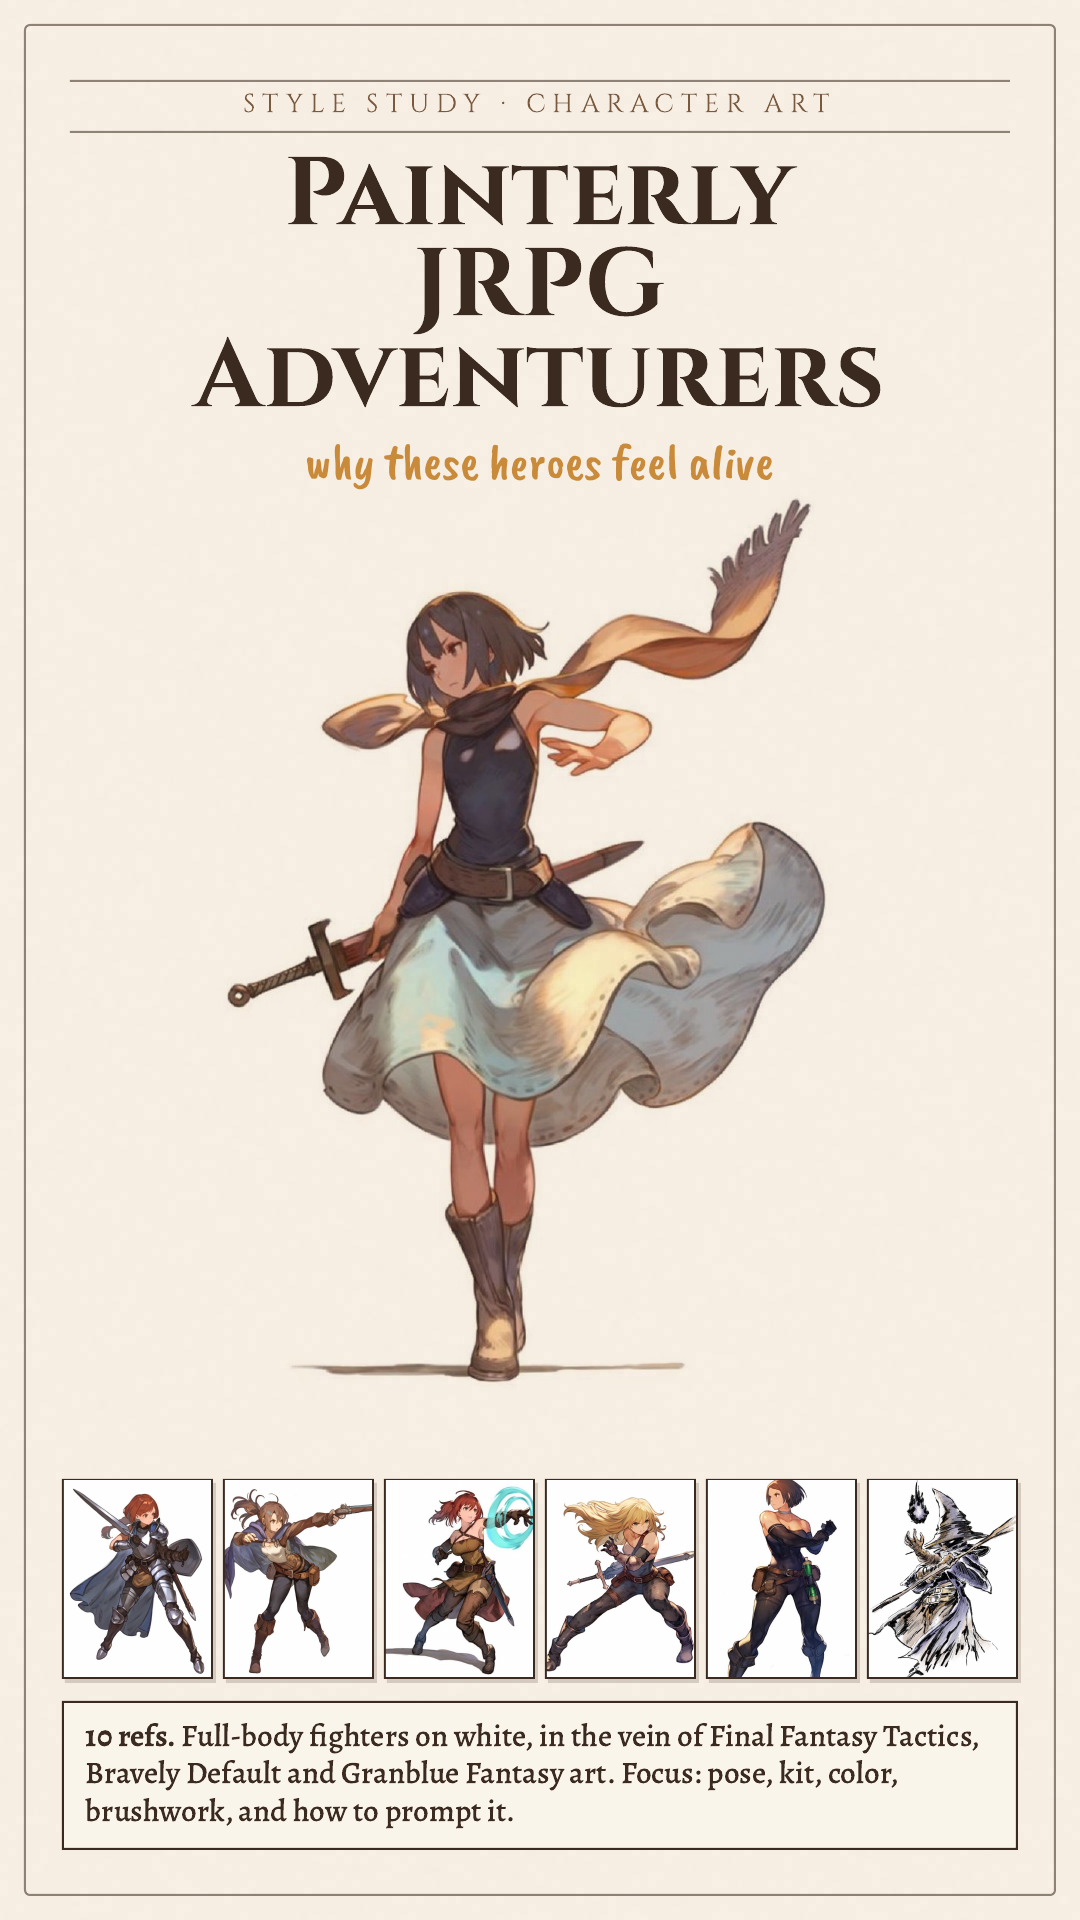 STYLE STUDY · CHARACTER ART
PAINTERLY
JRPG
ADVENTURERS
why these heroes feel alive
10 refs. Full-body fighters on white, in the vein of Final Fantasy Tactics,
Bravely Default and Granblue Fantasy art. Focus: pose, kit, color,
brushwork, and how to prompt it.